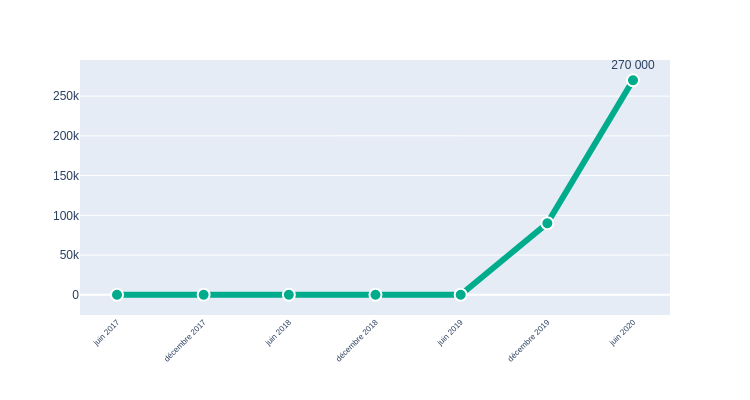 270 000
250k
200k
150k
100k
50k
0
juin 2017
décembre 2017
juin 2018
décembre 2018
juin 2019
décembre 2019
juin 2020